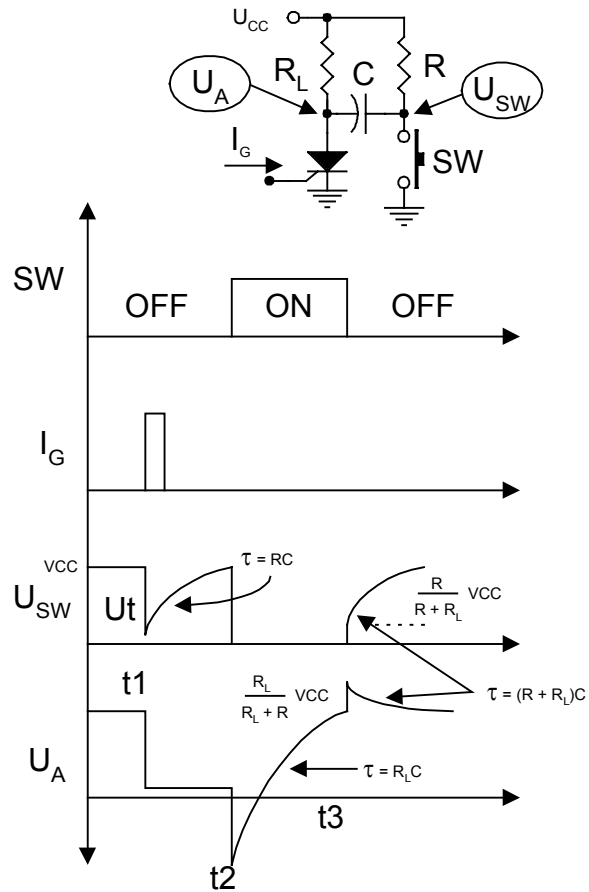 U_CC
R_L
C
R
U_A
U_SW
I_G
SW
SW
OFF
ON
OFF
I_G
VCC
U_SW
Ut
τ = RC
R
R + R_L
VCC
t1
R_L
R_L + R
VCC
τ = (R + R_L)C
U_A
τ = R_LC
t3
t2